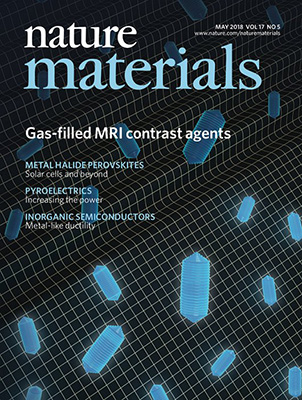 MAY 2018 VOL 17 NO 5
www.nature.com/naturematerials
nature
materials
Gas-filled MRI contrast agents
METAL HALIDE PEROVSKITES
Solar cells and beyond
PYROELECTRICS
Increasing the power
INORGANIC SEMICONDUCTORS
Metal-like ductility